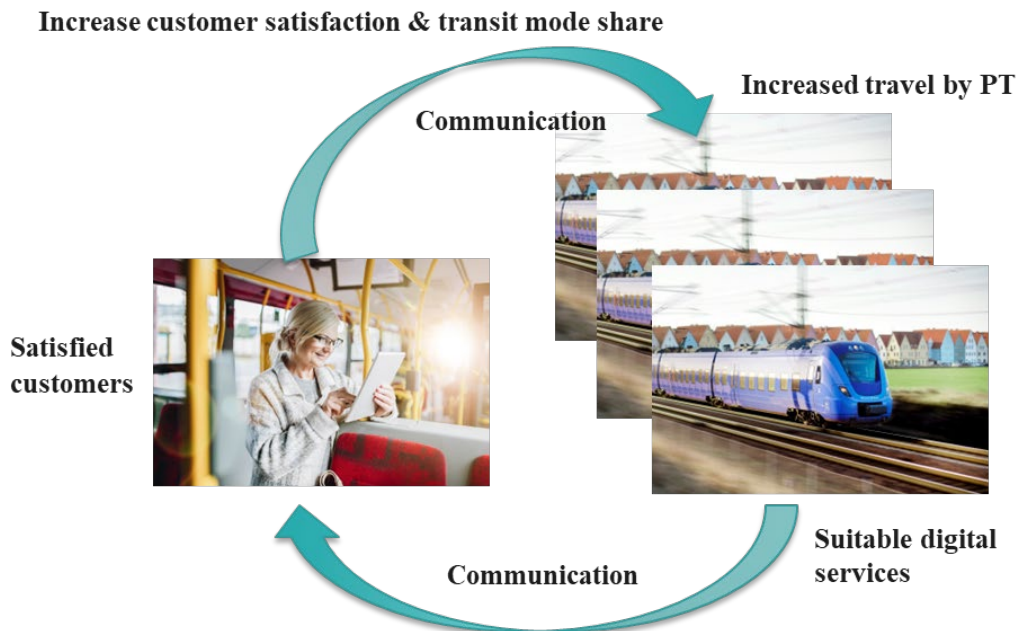 Increase customer satisfaction & transit mode share
Increased travel by PT
Communication
Satisfied
customers
Suitable digital
services
Communication